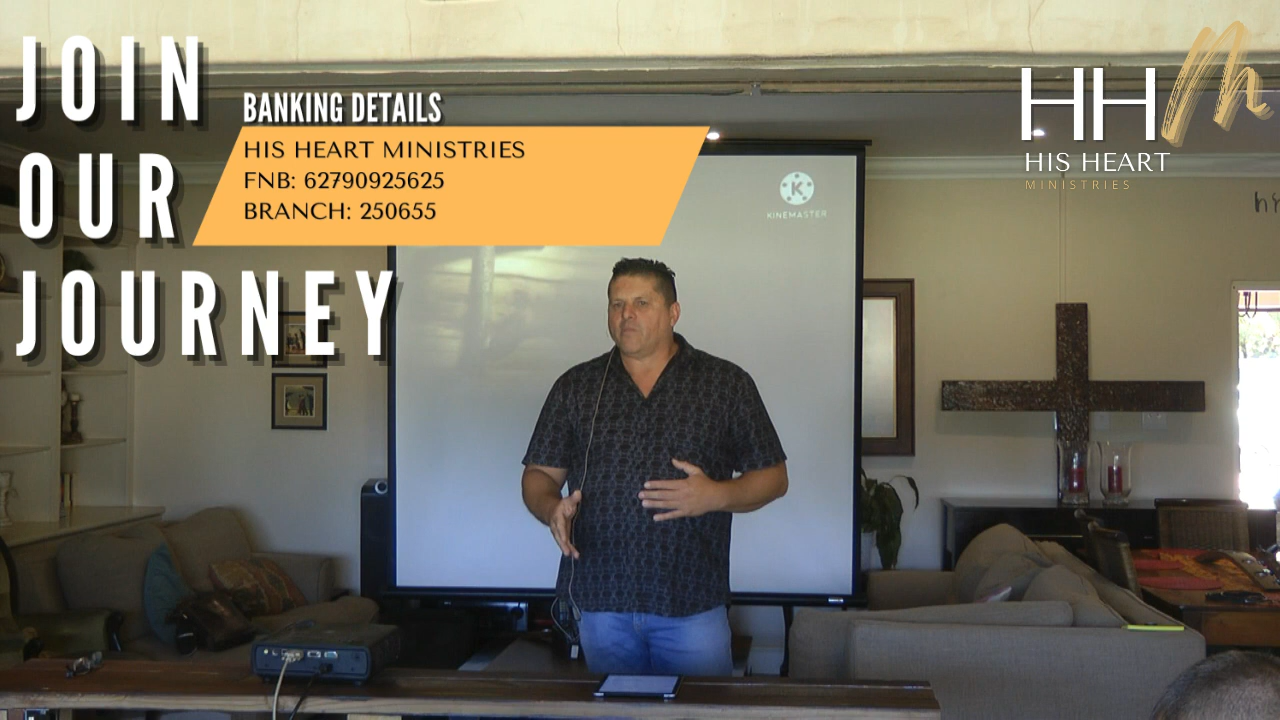 JOIN
OUR
JOURNEY
BANKING DETAILS
HIS HEART MINISTRIES
FNB: 62790925625
BRANCH: 250655
HH
HIS HEART
MINISTRIES
K
KINEMASTER